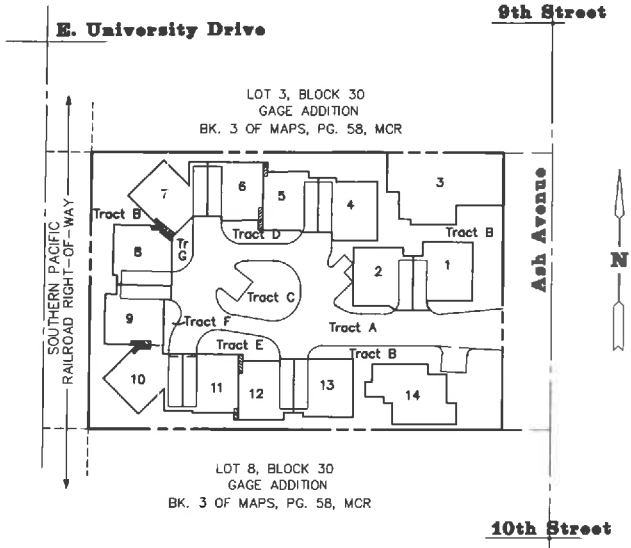 9th Street
E. University Drive
LOT 3, BLOCK 30
GAGE ADDITION
BK. 3 OF MAPS, PG. 58, MCR
SOUTHERN PACIFIC
RAILROAD RIGHT-OF-WAY
Ash Avenue
N
7
6
5
4
3
Tract B
Tract D
Tract B
Tr
G
8
2
1
Tract C
9
Tract F
Tract A
Tract E
Tract B
10
11
12
13
14
LOT 8, BLOCK 30
GAGE ADDITION
BK. 3 OF MAPS, PG. 58, MCR
10th Street